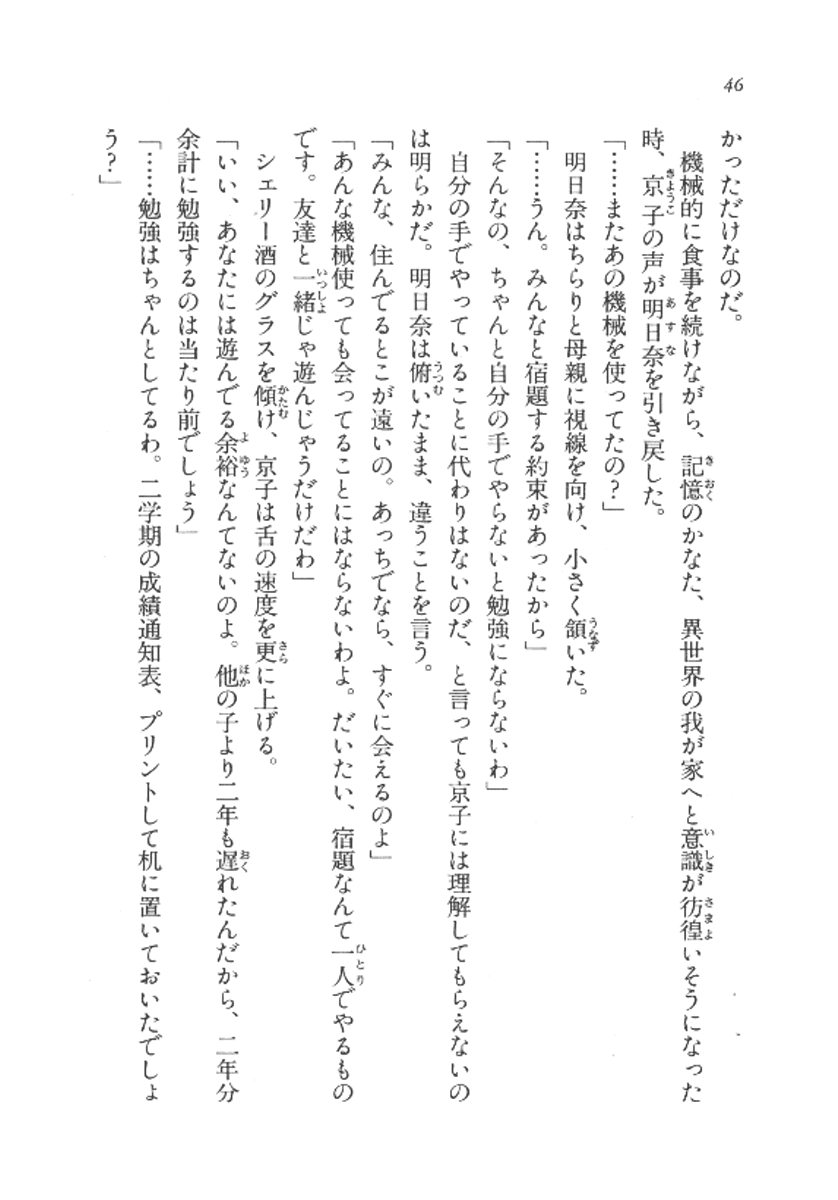 46
かっただけなのだ。
機械的に食事を続けながら、記憶のかなた、異世界の我が家へと意識が彷徨いそうになった
時、京子の声が明日奈を引き戻した。
「……またあの機械を使ってたの？」
明日奈はちらりと母親に視線を向け、小さく頷いた。
「……うん。みんなと宿題する約束があったから」
「そんなの、ちゃんと自分の手でやらないと勉強にならないわ」
自分の手でやっていることに代わりはないのだ、と言っても京子には理解してもらえないの
は明らかだ。明日奈は俯いたまま、違うことを言う。
「みんな、住んでるとこが遠いの。あっちでなら、すぐに会えるのよ」
「あんな機械使っても会ってることにはならないわよ。だいたい、宿題なんて一人でやるもの
です。友達と一緒じゃ遊んじゃうだけだわ」
シェリー酒のグラスを傾け、京子は舌の速度を更に上げる。
「いい、あなたには遊んでる余裕なんてないのよ。他の子より二年も遅れたんだから、二年分
余計に勉強するのは当たり前でしょう」
「……勉強はちゃんとしてるわ。二学期の成績通知表、プリントして机に置いておいたでしょ
う？」